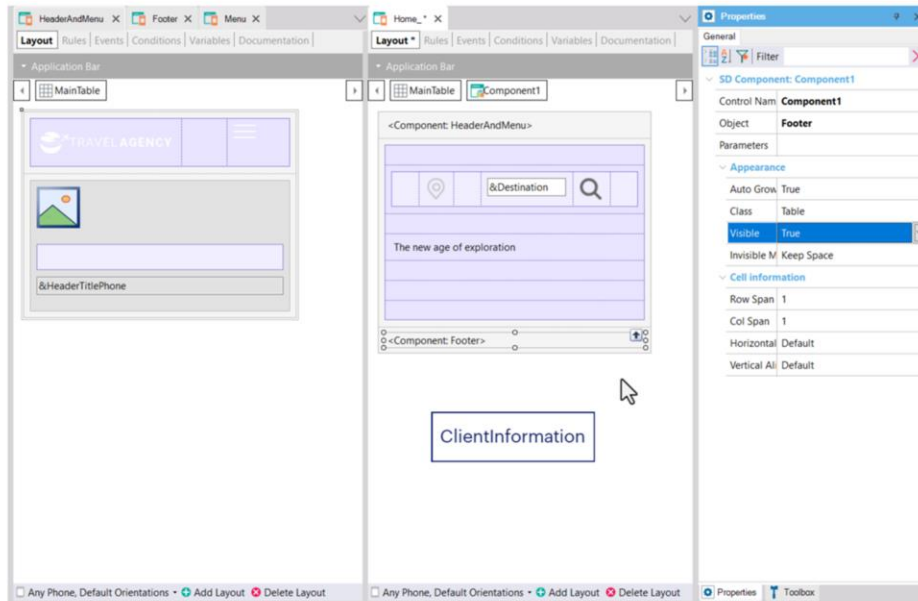 HeaderAndMenu X Footer X Menu X
Layout Rules Events Conditions Variables Documentation
Application Bar
MainTable
TRAVEL AGENCY
&HeaderTitlePhone
Any Phone, Default Orientations Add Layout Delete Layout
Home_* X
Layout * Rules Events Conditions Variables Documentation
Application Bar
MainTable Component1
<Component: HeaderAndMenu>
&Destination
The new age of exploration
<Component: Footer>
ClientInformation
Any Phone, Default Orientations Add Layout Delete Layout
Properties
General
Filter
SD Component: Component1
Control Nam Component1
Object Footer
Parameters
Appearance
Auto Grow True
Class Table
Visible True
Invisible M Keep Space
Cell information
Row Span 1
Col Span 1
Horizontal Default
Vertical Ali Default
Properties Toolbox